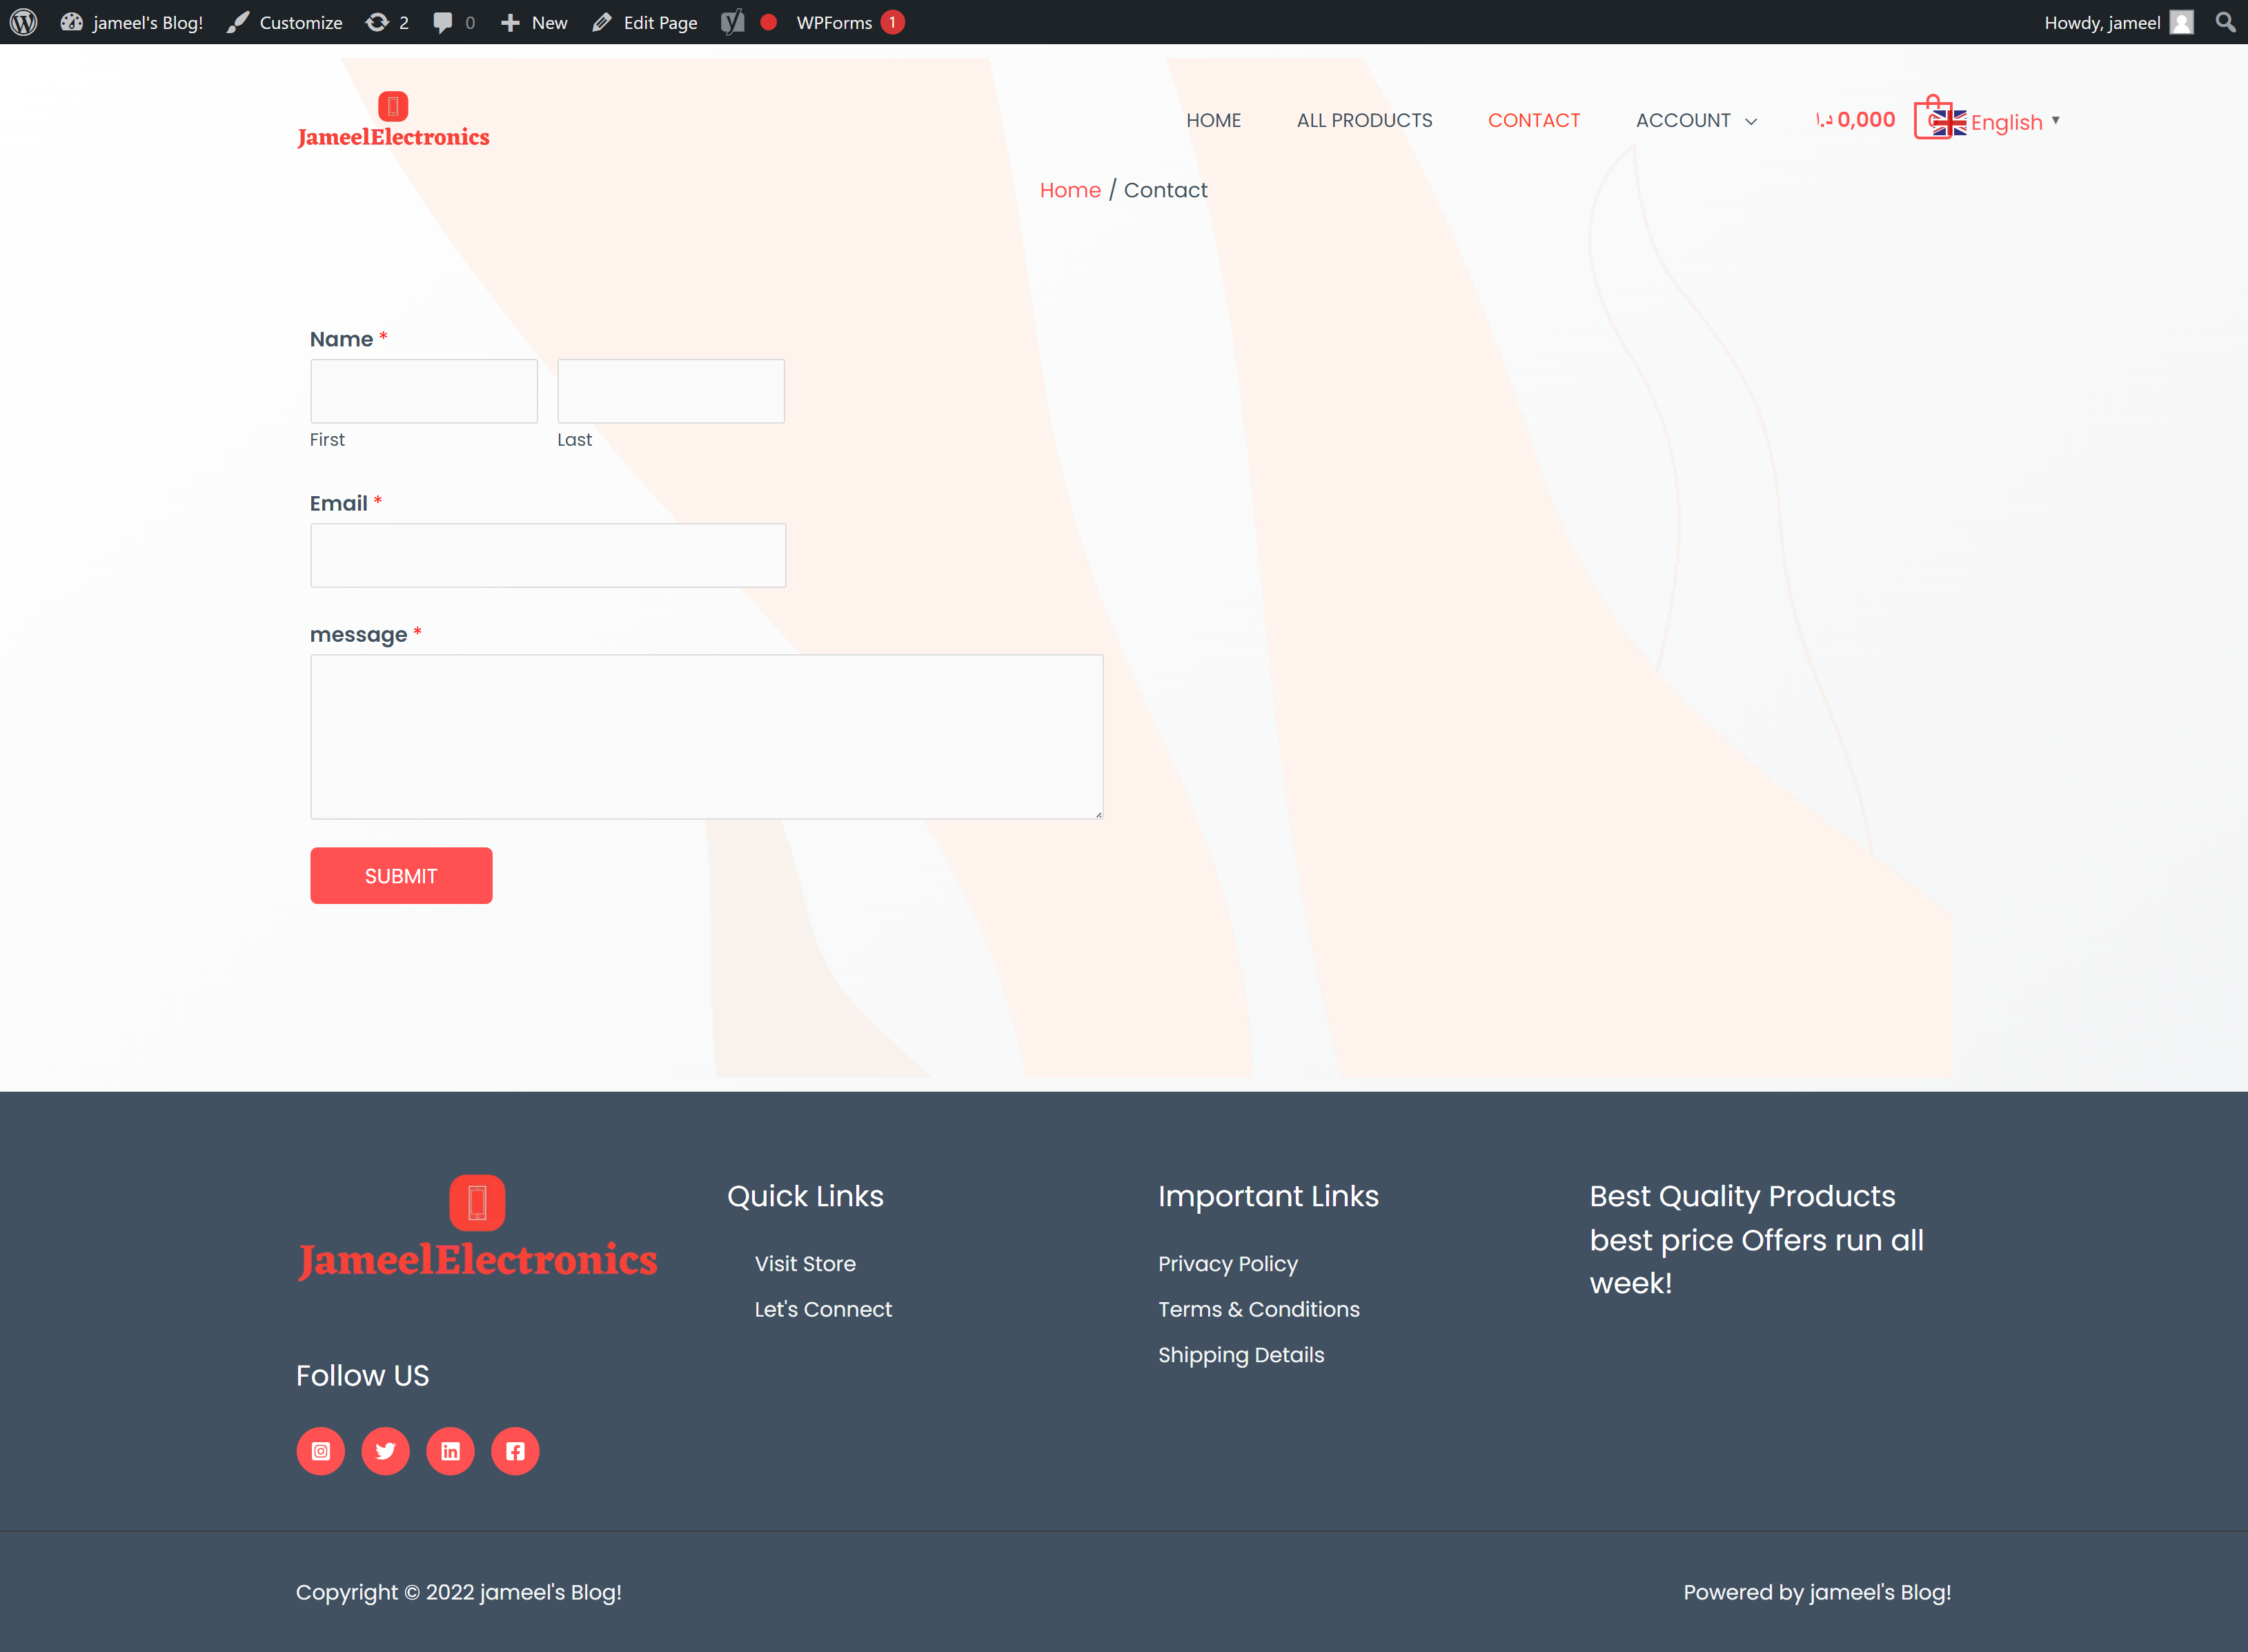 jameel's Blog! Customize 2 0 New Edit Page WPForms 1 Howdy, jameel
JameelElectronics
HOME ALL PRODUCTS CONTACT ACCOUNT د.ا 0,000 English ▼
Home / Contact
Name *
First Last
Email *
message *
SUBMIT
JameelElectronics
Follow US
Quick Links
Visit Store
Let's Connect
Important Links
Privacy Policy
Terms & Conditions
Shipping Details
Best Quality Products
best price Offers run all
week!
Copyright © 2022 jameel's Blog!
Powered by jameel's Blog!